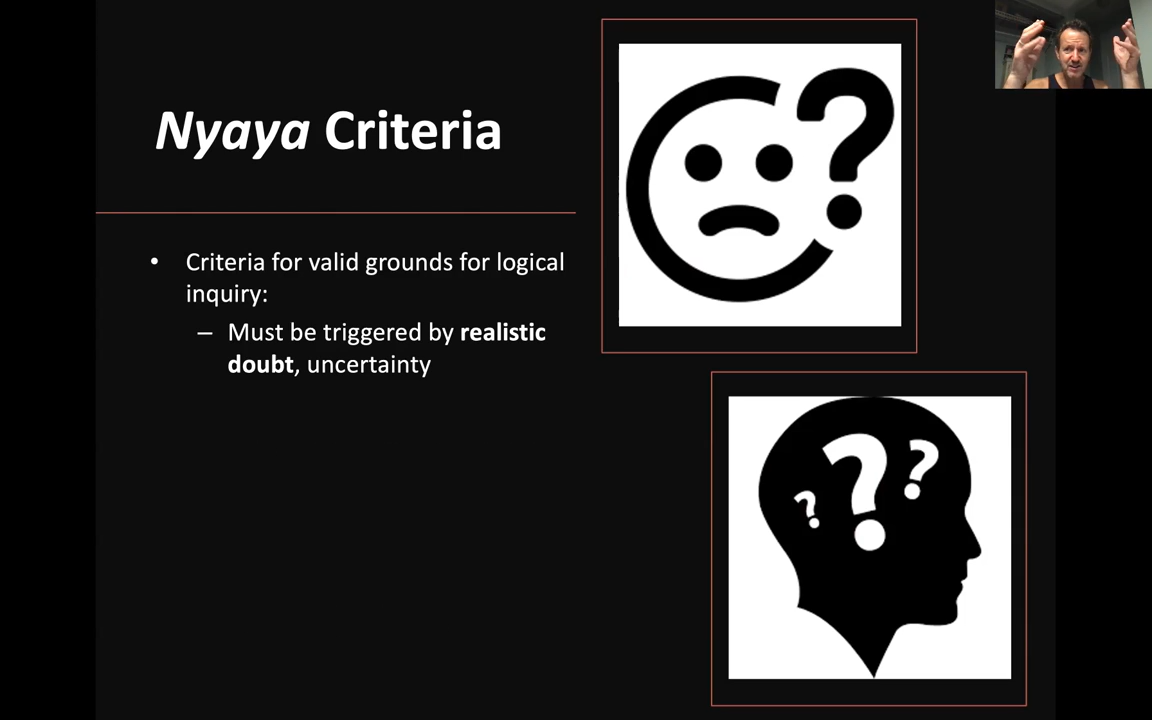 Nyaya Criteria
• Criteria for valid grounds for logical
inquiry:
– Must be triggered by realistic
doubt, uncertainty
?
? ? ?